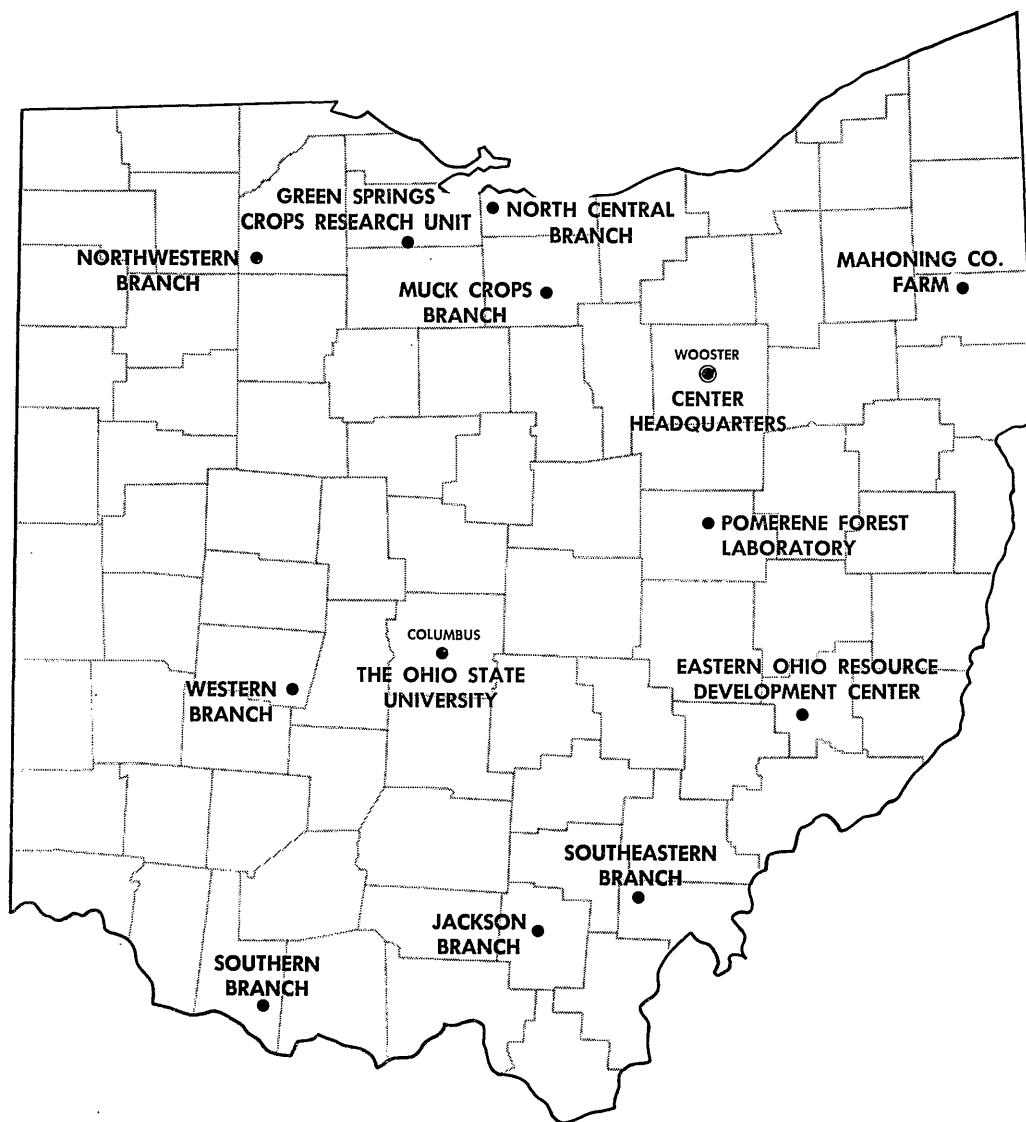 GREEN SPRINGS
CROPS RESEARCH UNIT
NORTH CENTRAL
BRANCH
NORTHWESTERN
BRANCH
MUCK CROPS
BRANCH
MAHONING CO.
FARM
WOOSTER
CENTER
HEADQUARTERS
POMERENE FOREST
LABORATORY
COLUMBUS
THE OHIO STATE
UNIVERSITY
WESTERN
BRANCH
EASTERN OHIO RESOURCE
DEVELOPMENT CENTER
SOUTHEASTERN
BRANCH
JACKSON
BRANCH
SOUTHERN
BRANCH